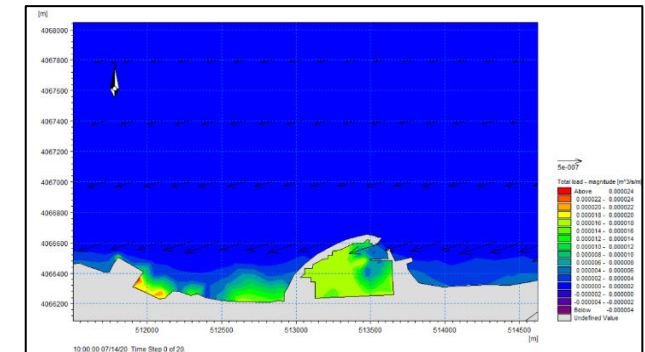 [m]
4068000
4067800
4067600
4067400
4067200
4067000
4066800
4066600
4066400
4066200
512000 512500 513000 513500 514000 514500
[m]
10:00:00 07/14/20 Time Step 0 of 20.
5e-007
Total load - magnitude [m^3/s/m]
Above 0.000024
0.000022 - 0.000024
0.000020 - 0.000022
0.000018 - 0.000020
0.000016 - 0.000018
0.000014 - 0.000016
0.000012 - 0.000014
0.000010 - 0.000012
0.000008 - 0.000010
0.000006 - 0.000008
0.000004 - 0.000006
0.000002 - 0.000004
0.000000 - 0.000002
-0.000002 - 0.000000
-0.000004 - -0.000002
Below -0.000004
Undefined Value